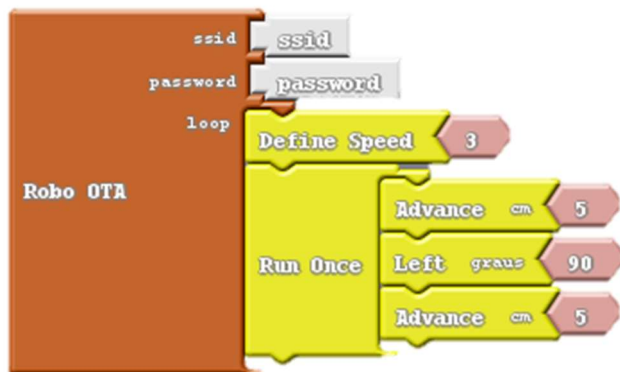 ssid ssid
password password
loop
Define Speed 3
Robo OTA
Advance cm 5
Run Once Left graus 90
Advance cm 5